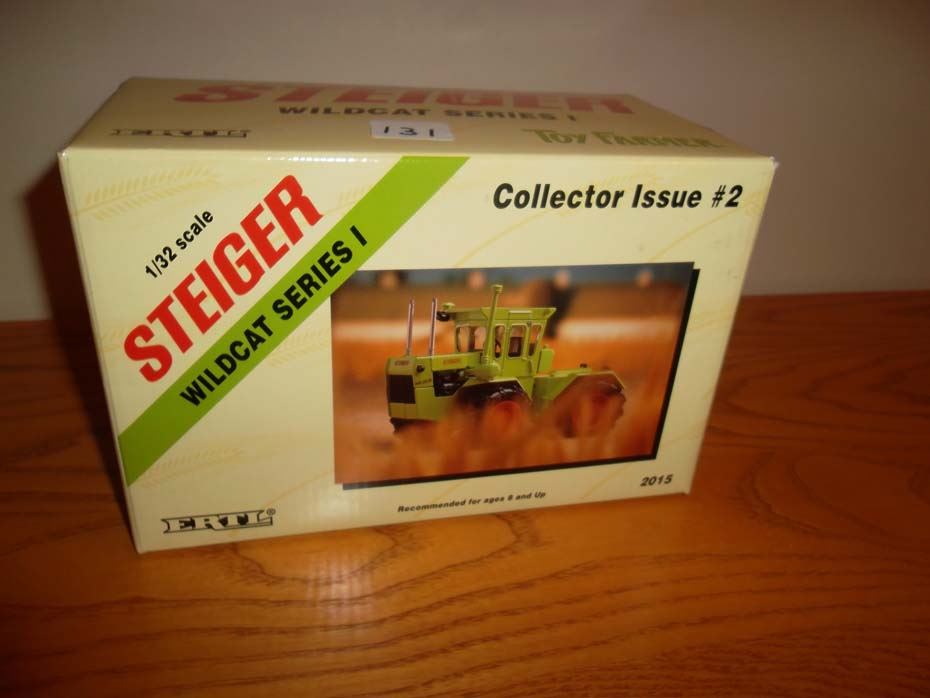 STEIGER
WILDCAT SERIES I
131
ERTL
TOY FARMER
1/32 scale
STEIGER
WILDCAT SERIES I
Collector Issue #2
2015
Recommended for ages 8 and Up
ERTL®